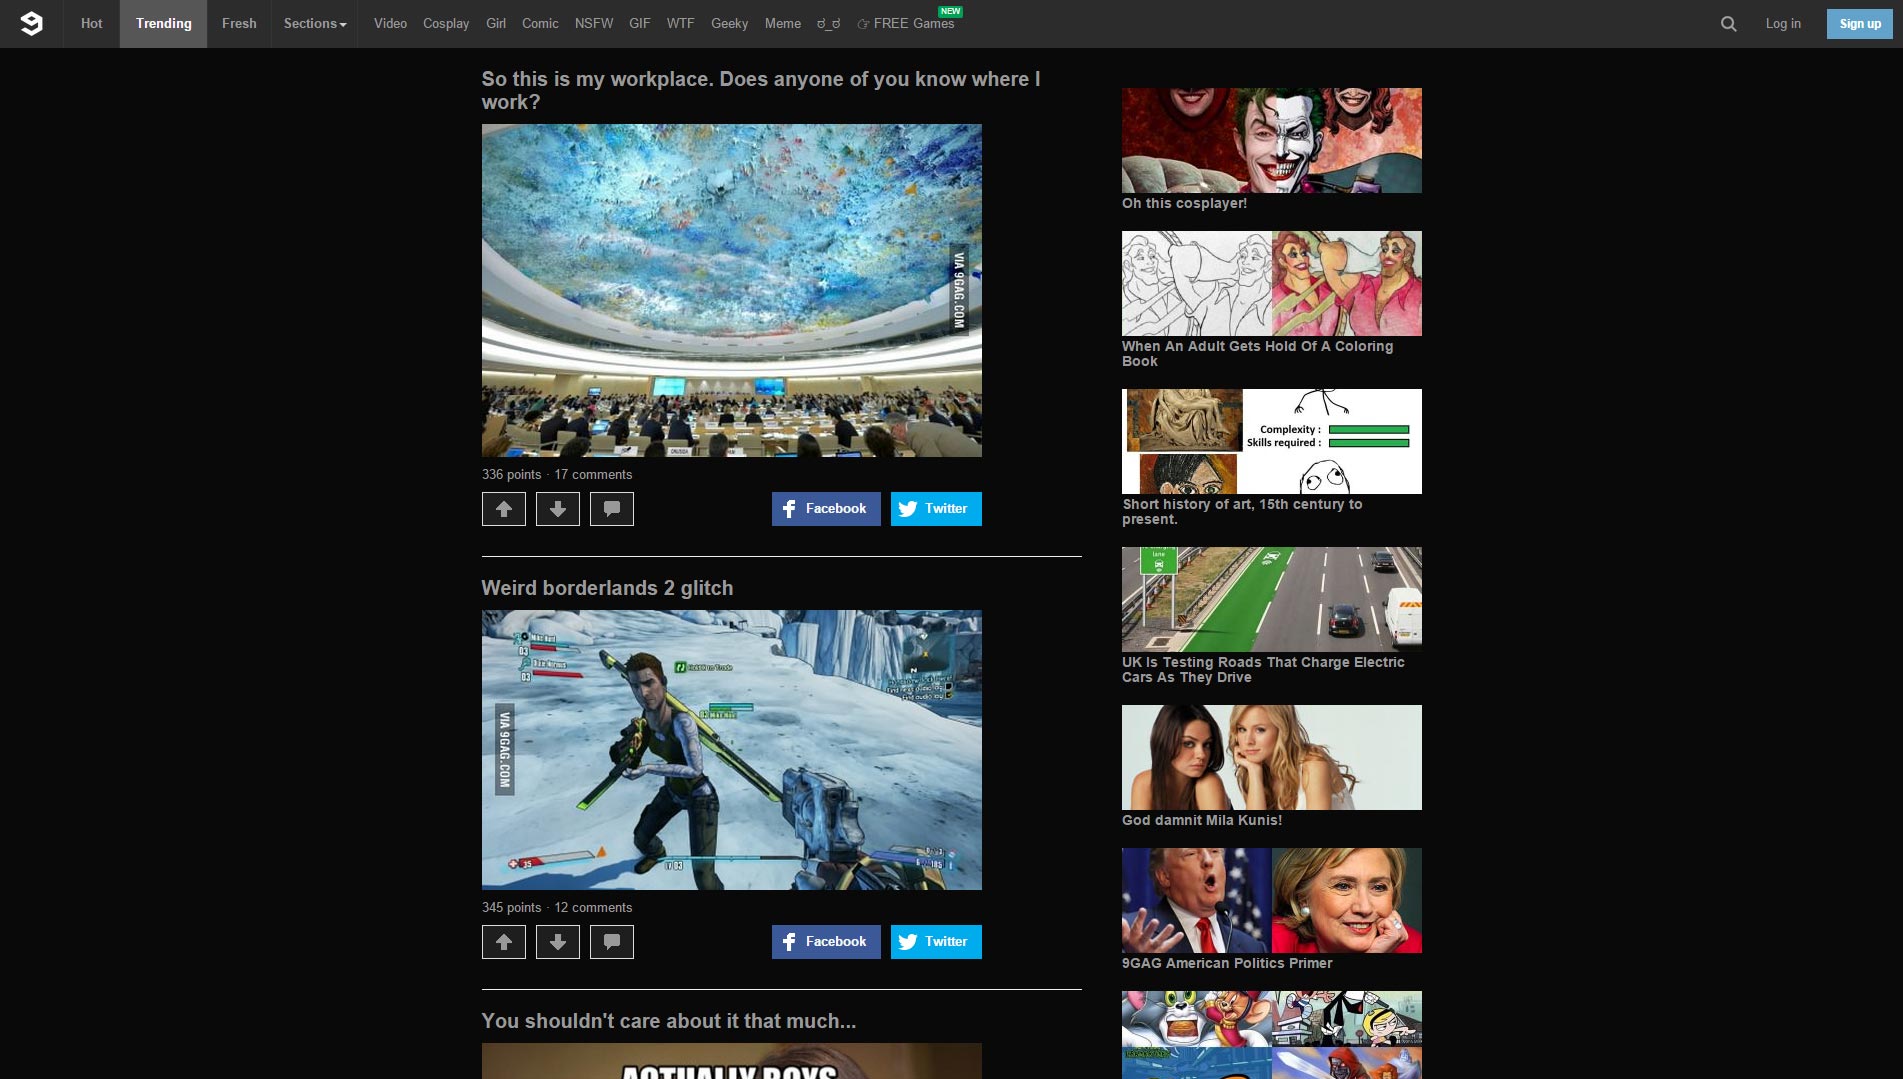 Hot
Trending
Fresh
Sections
Video
Cosplay
Girl
Comic
NSFW
GIF
WTF
Geeky
Meme
ಠ_ಠ
☞ FREE Games
NEW
Log in
Sign up
So this is my workplace. Does anyone of you know where I
work?
VIA 9GAG.COM
336 points · 17 comments
Facebook
Twitter
Weird borderlands 2 glitch
VIA 9GAG.COM
345 points · 12 comments
Facebook
Twitter
You shouldn't care about it that much...
ACTUALLY BOYS
Oh this cosplayer!
When An Adult Gets Hold Of A Coloring
Book
Complexity :
Skills required :
Short history of art, 15th century to
present.
lane
UK Is Testing Roads That Charge Electric
Cars As They Drive
God damnit Mila Kunis!
9GAG American Politics Primer